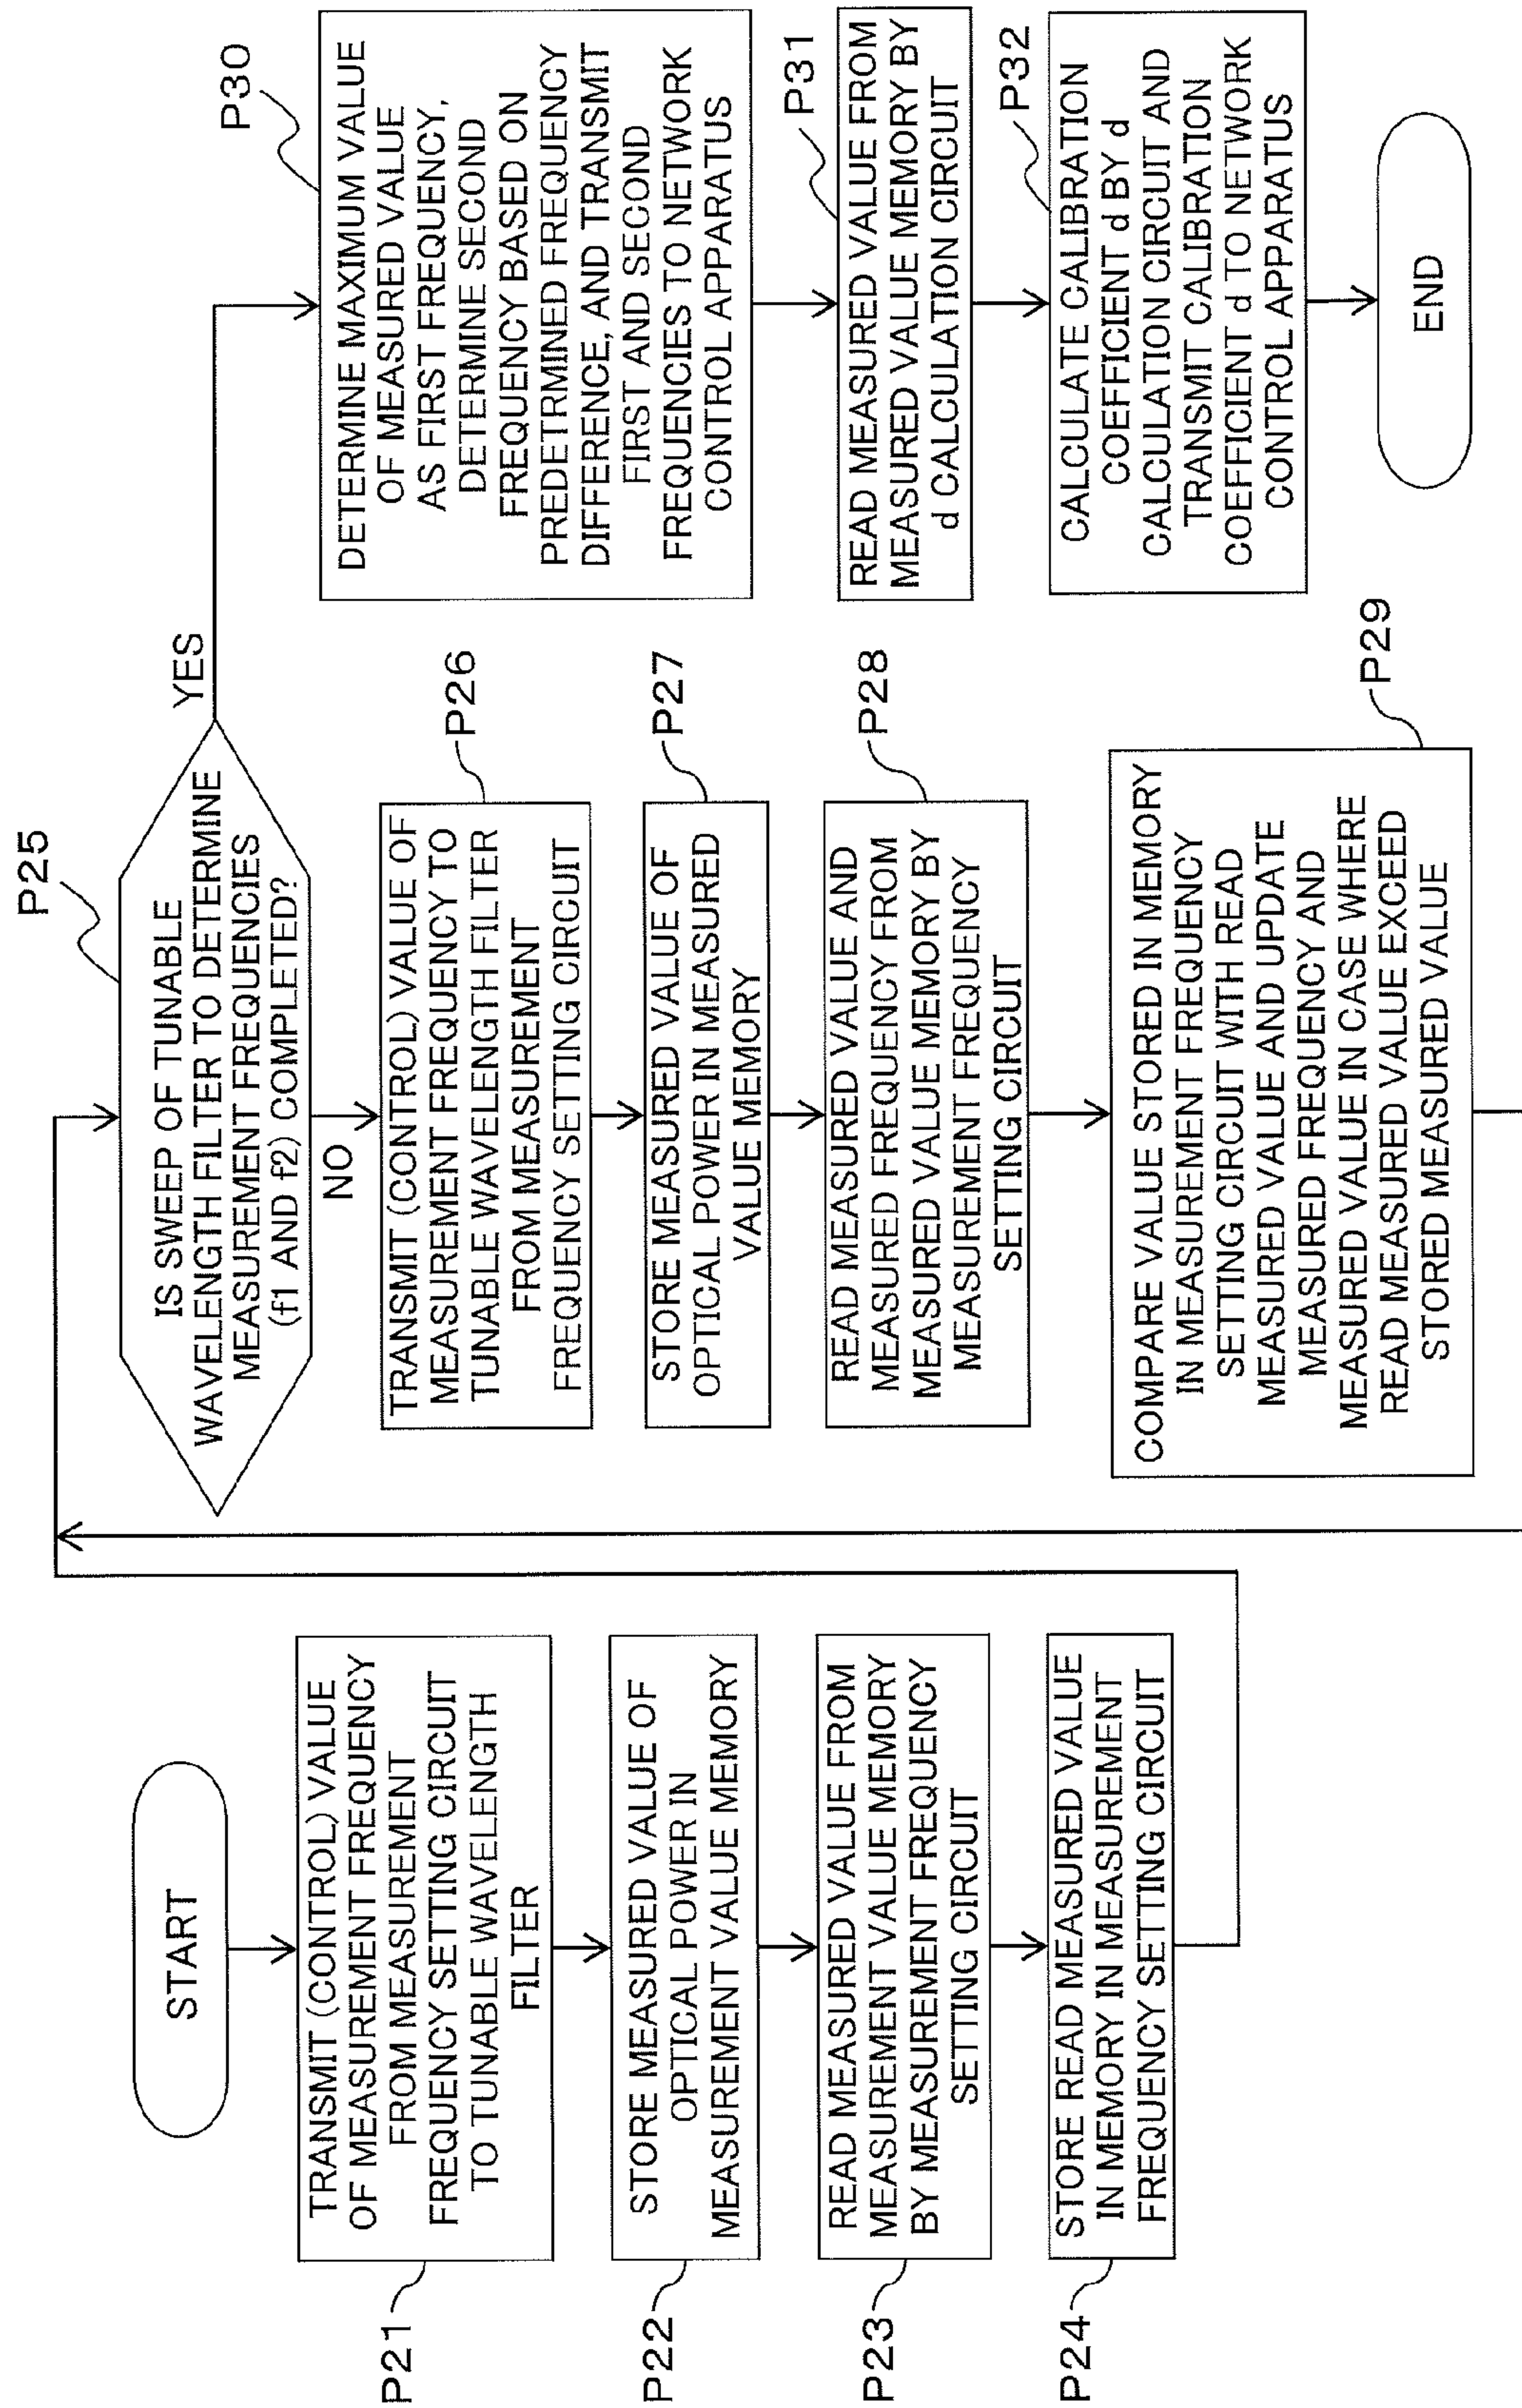 START
P21
TRANSMIT (CONTROL) VALUE
OF MEASUREMENT FREQUENCY
FROM MEASUREMENT
FREQUENCY SETTING CIRCUIT
TO TUNABLE WAVELENGTH
FILTER
P22
STORE MEASURED VALUE OF
OPTICAL POWER IN
MEASUREMENT VALUE MEMORY
P23
READ MEASURED VALUE FROM
MEASUREMENT VALUE MEMORY
BY MEASUREMENT FREQUENCY
SETTING CIRCUIT
P24
STORE READ MEASURED VALUE
IN MEMORY IN MEASUREMENT
FREQUENCY SETTING CIRCUIT
P25
IS SWEEP OF TUNABLE
WAVELENGTH FILTER TO DETERMINE
MEASUREMENT FREQUENCIES
(f1 AND f2) COMPLETED?
YES
NO
P26
TRANSMIT (CONTROL) VALUE OF
MEASUREMENT FREQUENCY TO
TUNABLE WAVELENGTH FILTER
FROM MEASUREMENT
FREQUENCY SETTING CIRCUIT
P27
STORE MEASURED VALUE OF
OPTICAL POWER IN MEASURED
VALUE MEMORY
P28
READ MEASURED VALUE AND
MEASURED FREQUENCY FROM
MEASURED VALUE MEMORY BY
MEASUREMENT FREQUENCY
SETTING CIRCUIT
P29
COMPARE VALUE STORED IN MEMORY
IN MEASUREMENT FREQUENCY
SETTING CIRCUIT WITH READ
MEASURED VALUE AND UPDATE
MEASURED FREQUENCY AND
MEASURED VALUE IN CASE WHERE
READ MEASURED VALUE EXCEED
STORED MEASURED VALUE
P30
DETERMINE MAXIMUM VALUE
OF MEASURED VALUE
AS FIRST FREQUENCY,
DETERMINE SECOND
FREQUENCY BASED ON
PREDETERMINED FREQUENCY
DIFFERENCE, AND TRANSMIT
FIRST AND SECOND
FREQUENCIES TO NETWORK
CONTROL APPARATUS
P31
READ MEASURED VALUE FROM
MEASURED VALUE MEMORY BY
d CALCULATION CIRCUIT
P32
CALCULATE CALIBRATION
COEFFICIENT d BY d
CALCULATION CIRCUIT AND
TRANSMIT CALIBRATION
COEFFICIENT d TO NETWORK
CONTROL APPARATUS
END